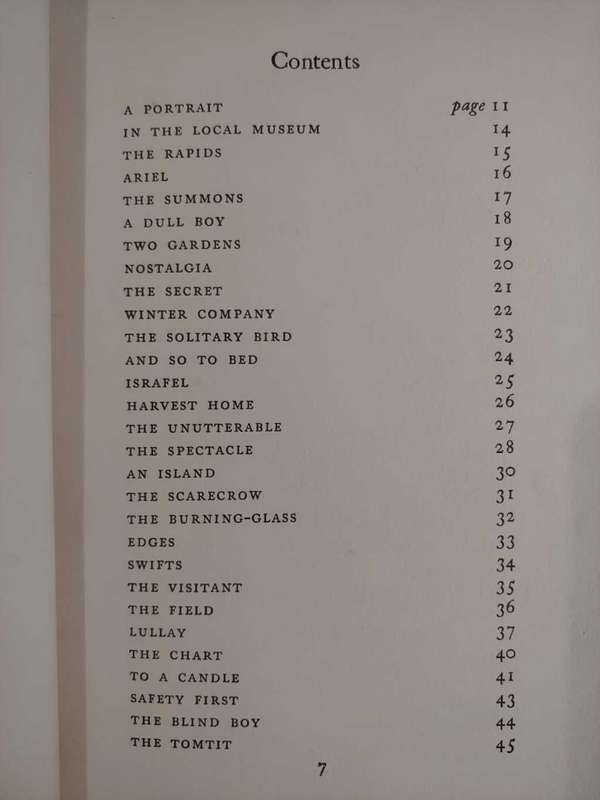 Contents
A PORTRAIT page 11
IN THE LOCAL MUSEUM 14
THE RAPIDS 15
ARIEL 16
THE SUMMONS 17
A DULL BOY 18
TWO GARDENS 19
NOSTALGIA 20
THE SECRET 21
WINTER COMPANY 22
THE SOLITARY BIRD 23
AND SO TO BED 24
ISRAFEL 25
HARVEST HOME 26
THE UNUTTERABLE 27
THE SPECTACLE 28
AN ISLAND 30
THE SCARECROW 31
THE BURNING-GLASS 32
EDGES 33
SWIFTS 34
THE VISITANT 35
THE FIELD 36
LULLAY 37
THE CHART 40
TO A CANDLE 41
SAFETY FIRST 43
THE BLIND BOY 44
THE TOMTIT 45
7